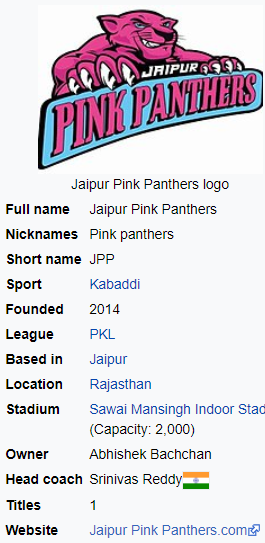 JAIPUR
PINK PANTHERS
Jaipur Pink Panthers logo
Full name Jaipur Pink Panthers
Nicknames Pink panthers
Short name JPP
Sport Kabaddi
Founded 2014
League PKL
Based in Jaipur
Location Rajasthan
Stadium Sawai Mansingh Indoor Stad
(Capacity: 2,000)
Owner Abhishek Bachchan
Head coach Srinivas Reddy
Titles 1
Website Jaipur Pink Panthers.com